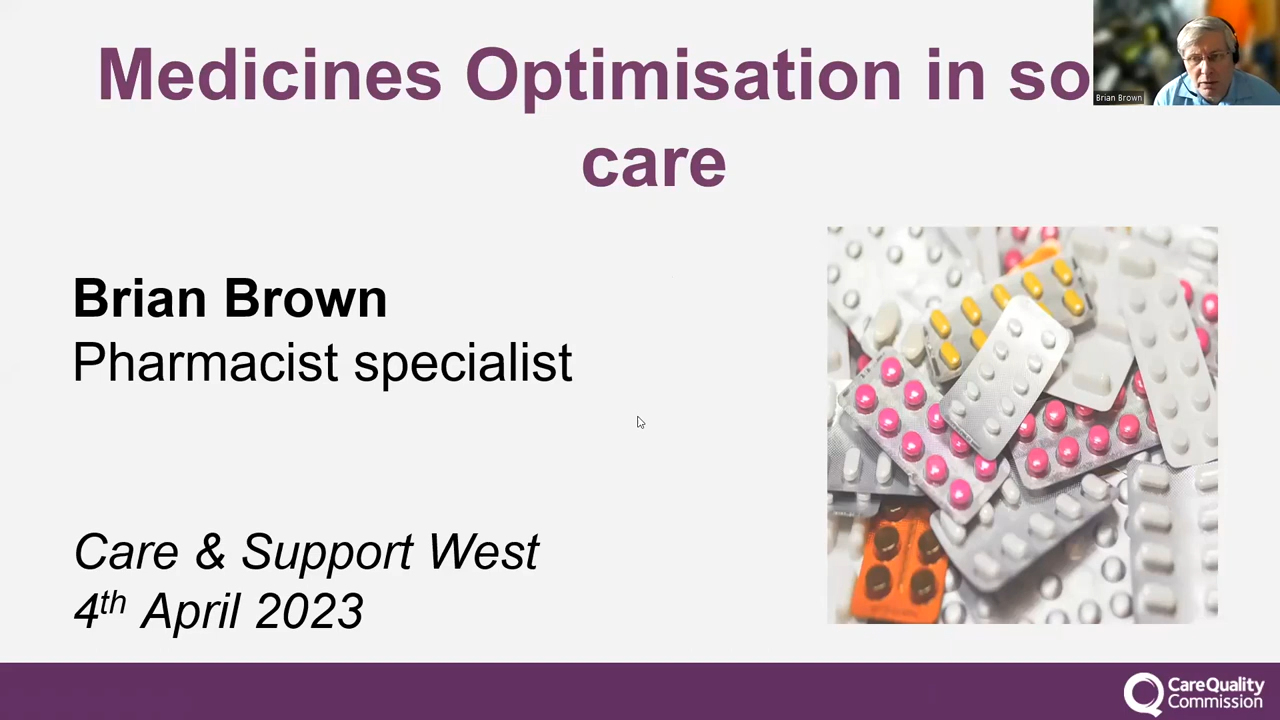 Medicines Optimisation in so
care
Brian Brown
Brian Brown
Pharmacist specialist
Care & Support West
4th April 2023
CareQuality
Commission